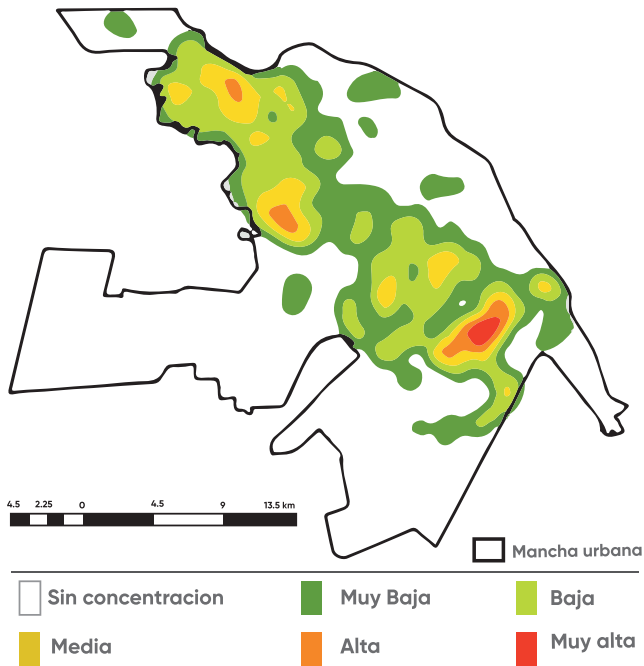 4.5 2.25 0 4.5 9 13.5 km
Mancha urbana
Sin concentracion Muy Baja Baja
Media Alta Muy alta